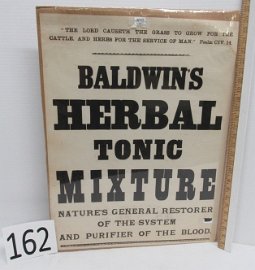 "THE LORD CAUSETH THE GRASS TO GROW FOR THE
CATTLE, AND HERBS FOR THE SERVICE OF MAN." Psalm CIV. 14.
BALDWIN'S
HERBAL
TONIC
MIXTURE
NATURE'S GENERAL RESTORER
OF THE SYSTEM
AND PURIFIER OF THE BLOOD.
162